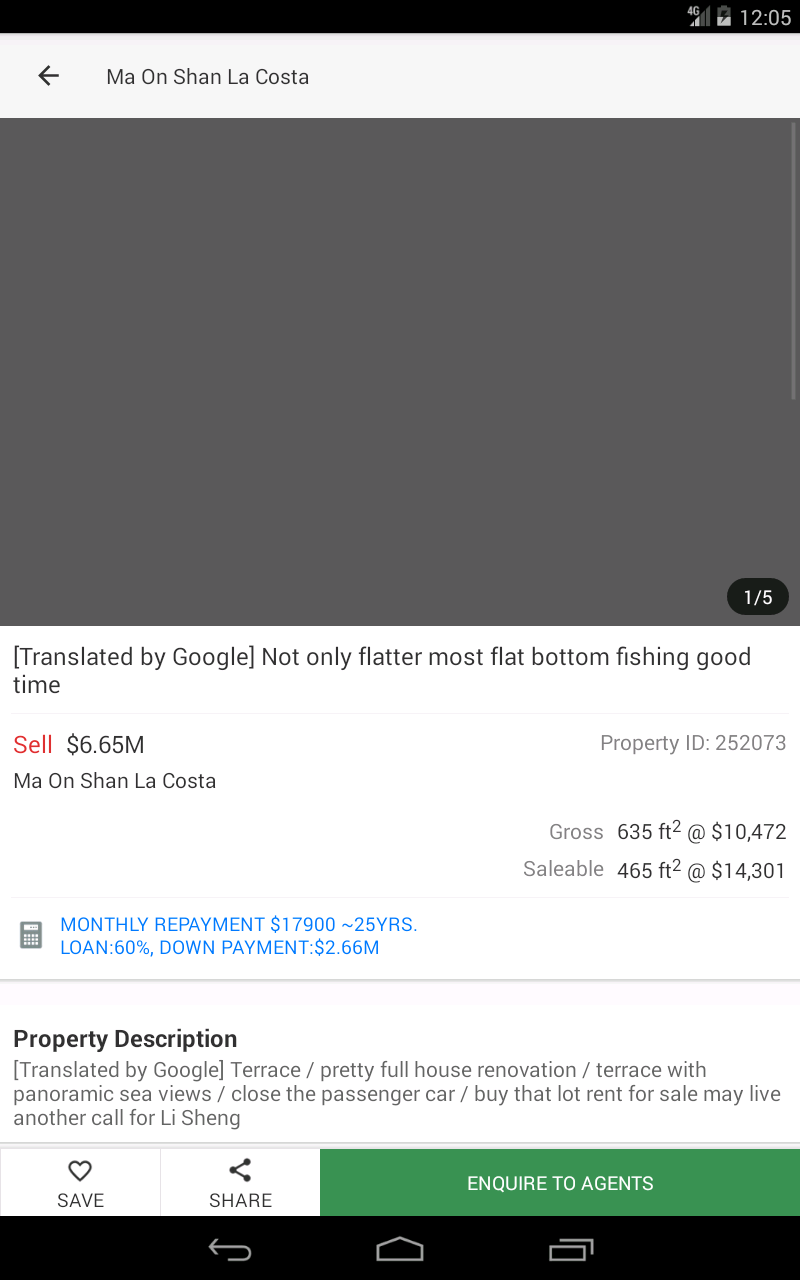 4G 12:05
Ma On Shan La Costa
1/5
[Translated by Google] Not only flatter most flat bottom fishing good
time
Sell $6.65M
Property ID: 252073
Ma On Shan La Costa
Gross 635 ft² @ $10,472
Saleable 465 ft² @ $14,301
MONTHLY REPAYMENT $17900 ~25YRS.
LOAN:60%, DOWN PAYMENT:$2.66M
Property Description
[Translated by Google] Terrace / pretty full house renovation / terrace with
panoramic sea views / close the passenger car / buy that lot rent for sale may live
another call for Li Sheng
SAVE
SHARE
ENQUIRE TO AGENTS